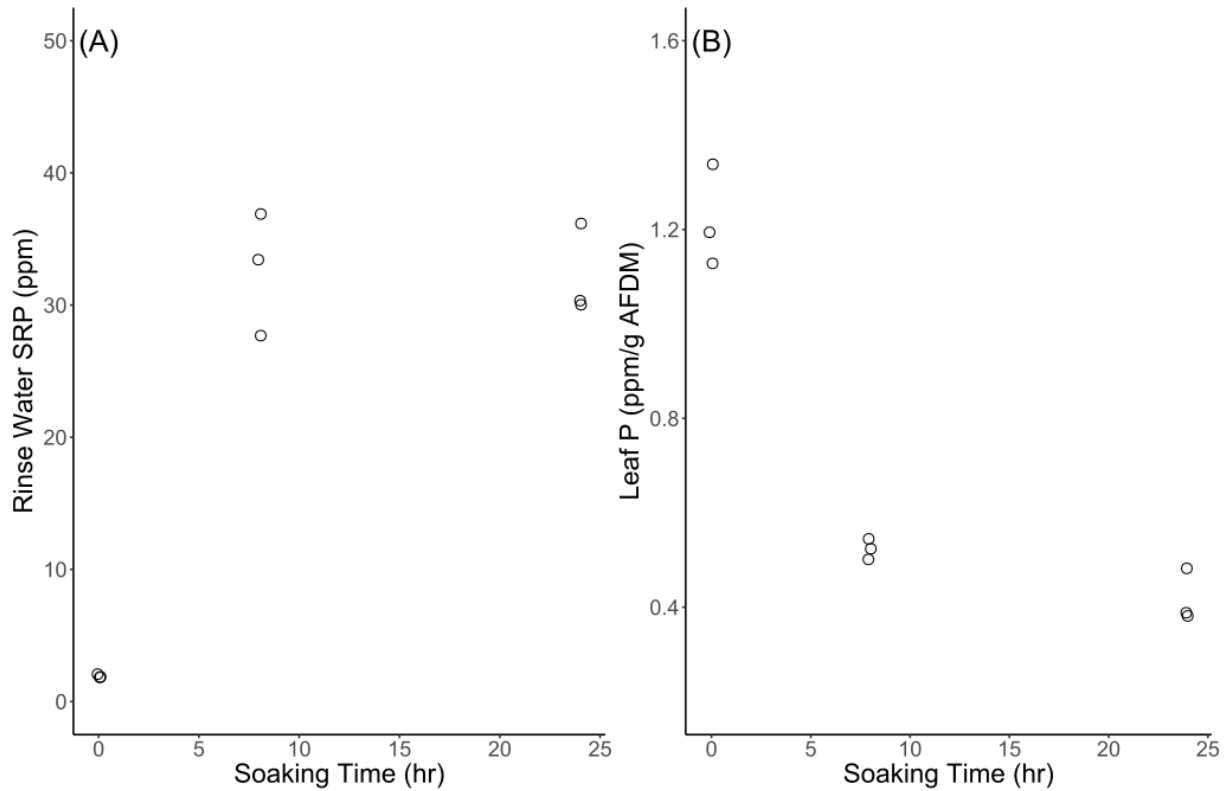 (A)
Rinse Water SRP (ppm)
50
40
30
20
10
0
0 5 10 15 20 25
Soaking Time (hr)
(B)
Leaf P (ppm/g AFDM)
1.6
1.2
0.8
0.4
0 5 10 15 20 25
Soaking Time (hr)